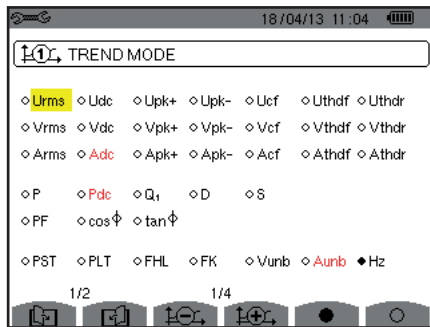 18/04/13 11:04
1 TREND MODE
Urms Udc Upk+ Upk- Ucf Uthdf Uthdr
Vrms Vdc Vpk+ Vpk- Vcf Vthdf Vthdr
Arms Adc Apk+ Apk- Acf Athdf Athdr
P Pdc Q₁ D S
PF cosΦ tanΦ
PST PLT FHL FK Vunb Aunb Hz
1/2 1/4